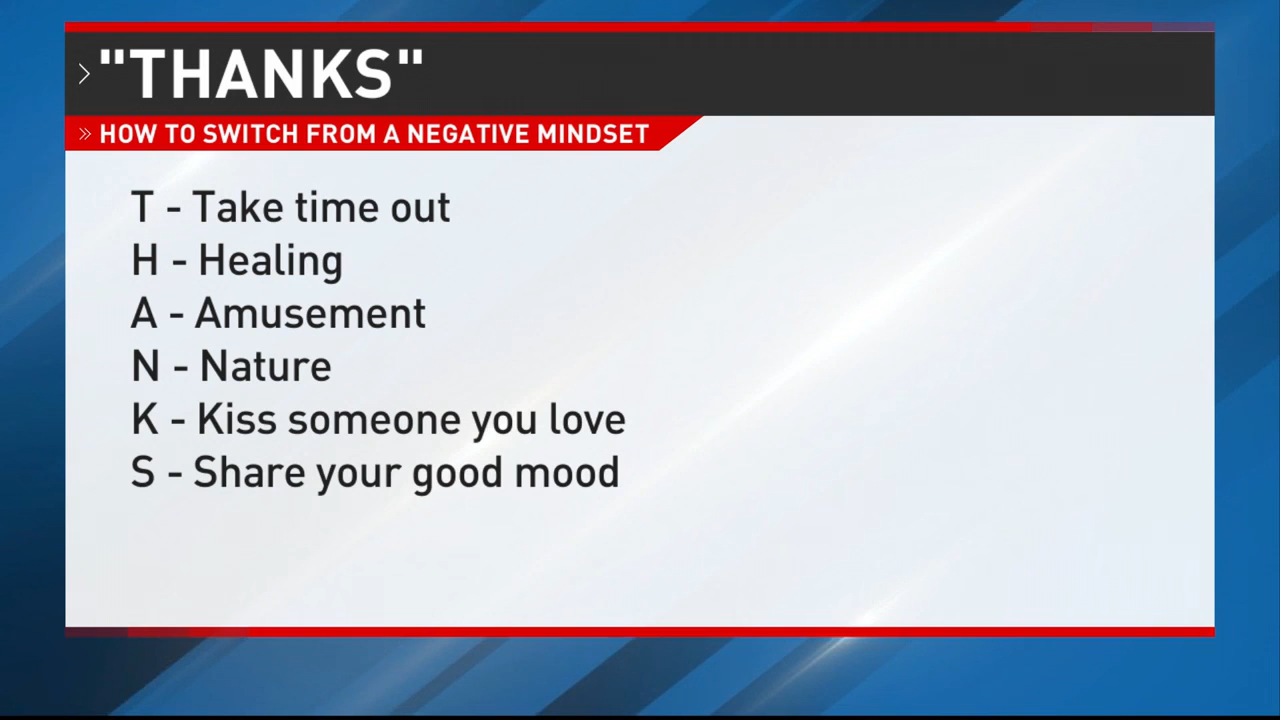 "THANKS"
HOW TO SWITCH FROM A NEGATIVE MINDSET
T - Take time out
H - Healing
A - Amusement
N - Nature
K - Kiss someone you love
S - Share your good mood